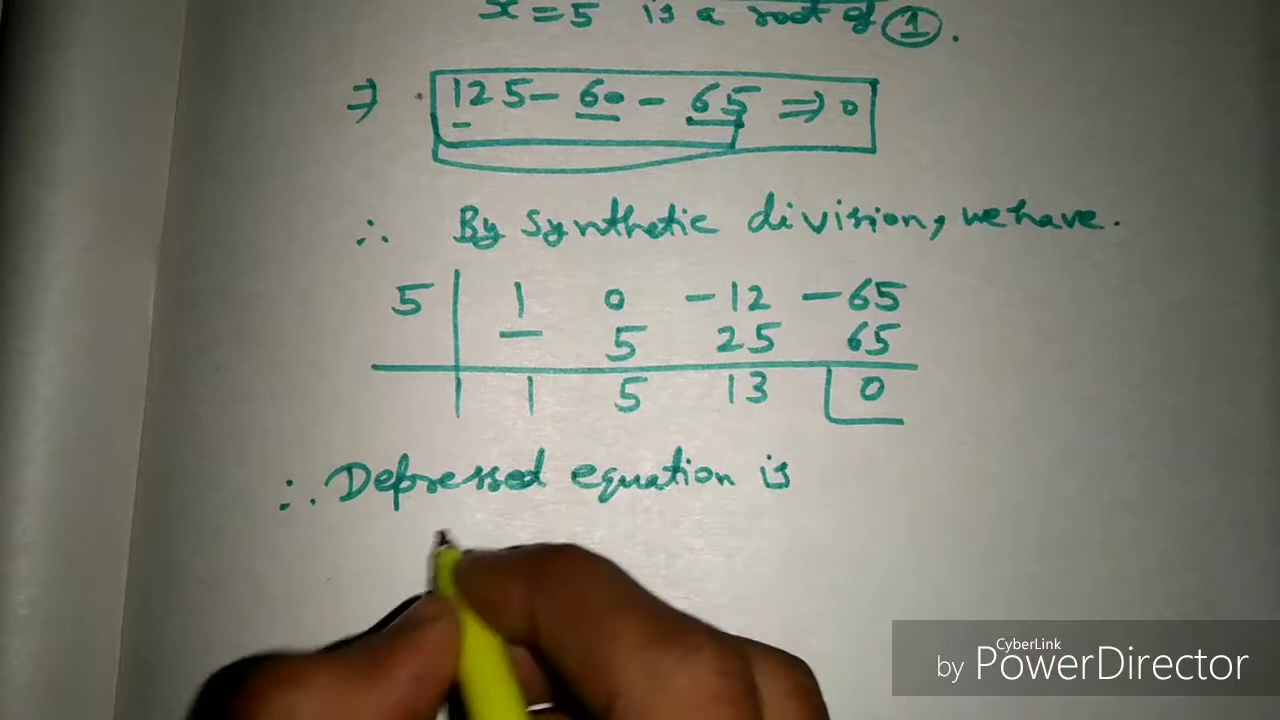 x = 5 is a root of ①.
⇒ 125 - 60 - 65 ⇒ 0
∴ By synthetic division, we have.
5 | 1 0 -12 -65
5 25 65
1 5 13 0
∴ Depressed equation is
CyberLink
by PowerDirector